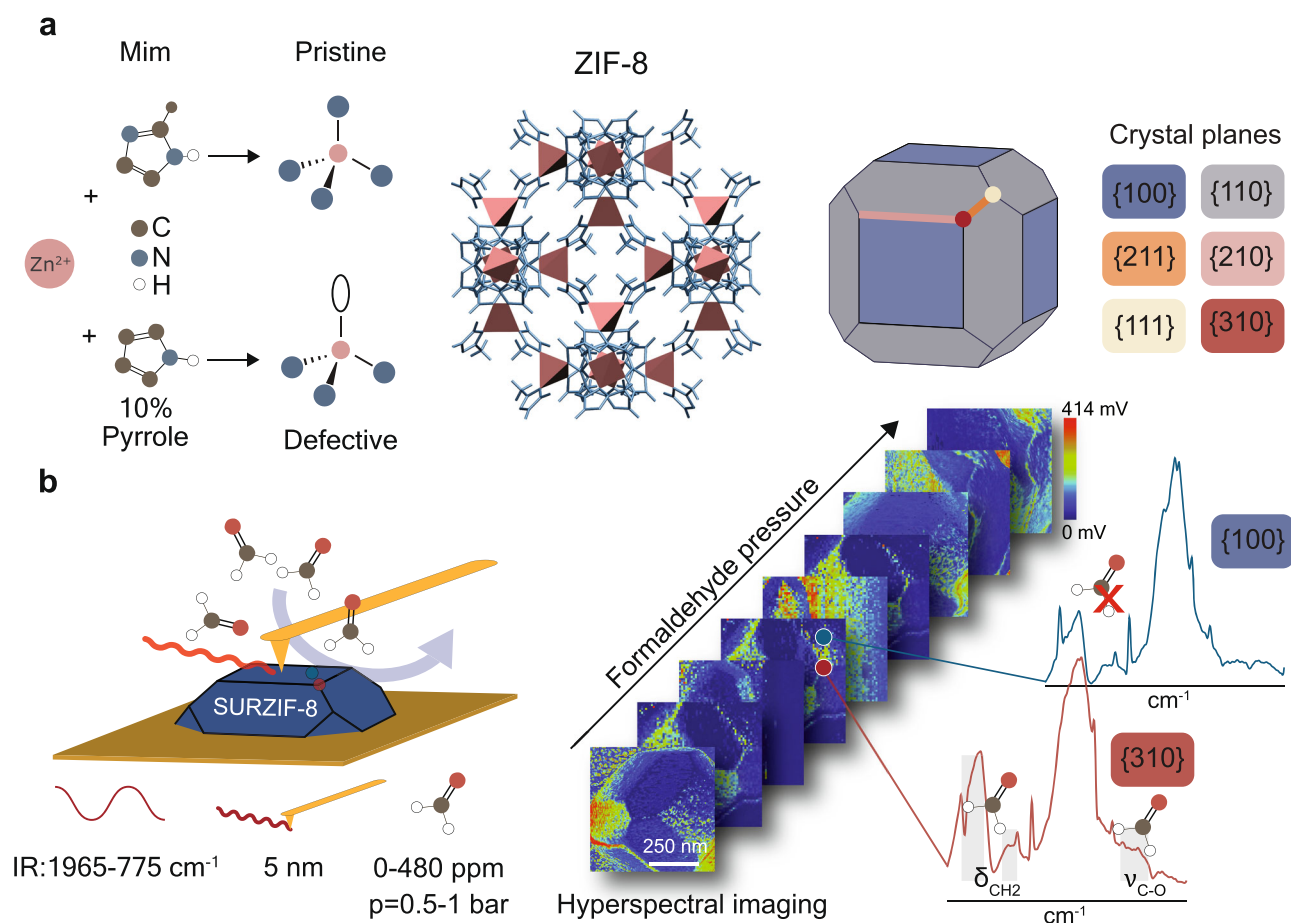 a
Mim
Pristine
ZIF-8
Crystal planes
{100}
{110}
{211}
{210}
{111}
{310}
+
C
N
H
Zn²⁺
+
10%
Pyrrole
Defective
b
SURZIF-8
IR:1965-775 cm⁻¹
5 nm
0-480 ppm
p=0.5-1 bar
Formaldehyde pressure
414 mV
0 mV
250 nm
Hyperspectral imaging
X
{100}
cm⁻¹
{310}
δCH2
νC-O
cm⁻¹